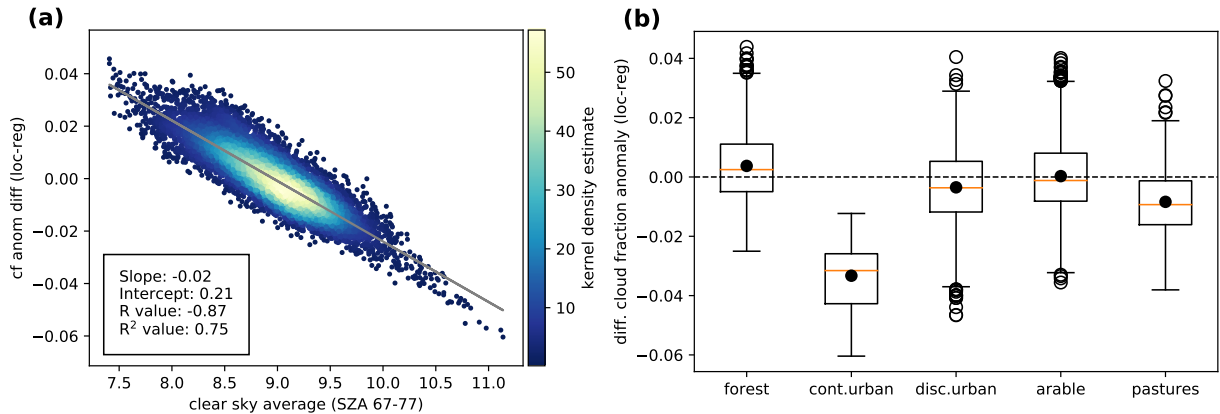 (a)
cf anom diff (loc-reg)
0.04
0.02
0.00
−0.02
−0.04
−0.06
Slope: -0.02
Intercept: 0.21
R value: -0.87
R² value: 0.75
7.5 8.0 8.5 9.0 9.5 10.0 10.5 11.0
clear sky average (SZA 67-77)
50
40
30
20
10
kernel density estimate
(b)
diff. cloud fraction anomaly (loc-reg)
0.04
0.02
0.00
−0.02
−0.04
−0.06
forest cont.urban disc.urban arable pastures